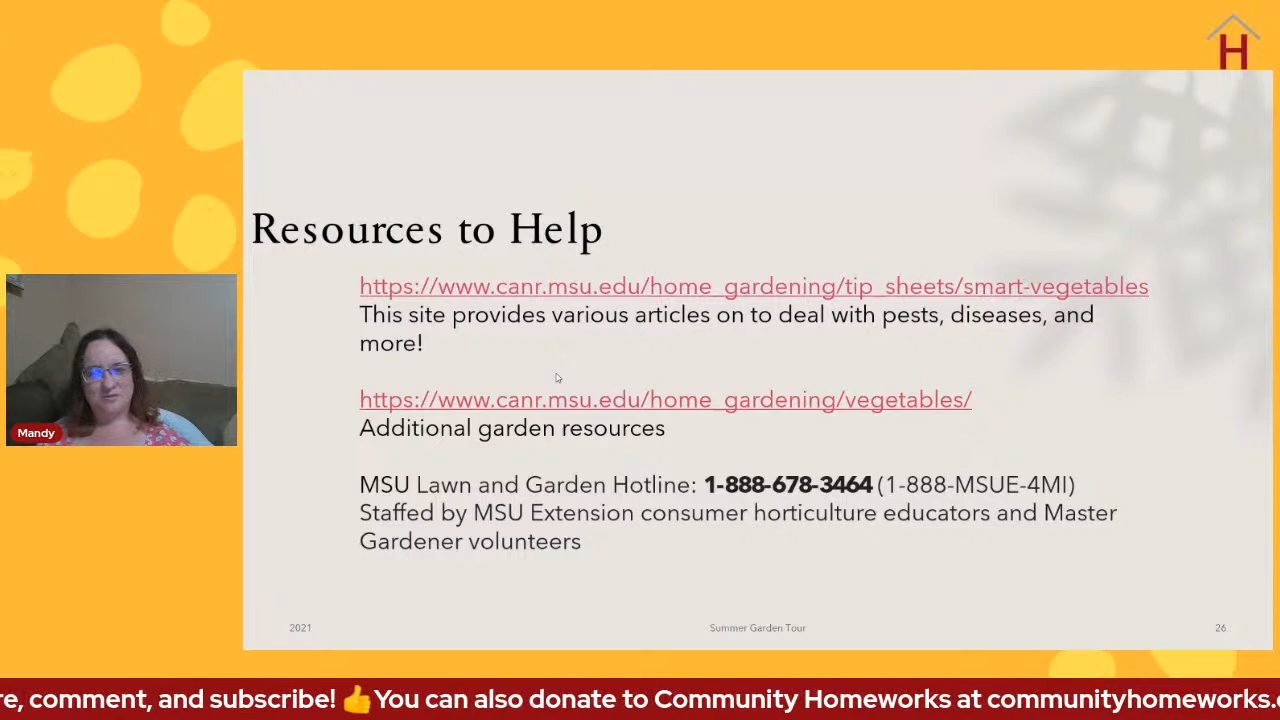 H
Resources to Help
https://www.canr.msu.edu/home_gardening/tip_sheets/smart-vegetables
This site provides various articles on to deal with pests, diseases, and
more!
https://www.canr.msu.edu/home_gardening/vegetables/
Additional garden resources
Mandy
MSU Lawn and Garden Hotline: 1-888-678-3464 (1-888-MSUE-4MI)
Staffed by MSU Extension consumer horticulture educators and Master
Gardener volunteers
2021 Summer Garden Tour 26
re, comment, and subscribe! 👍You can also donate to Community Homeworks at communityhomeworks.